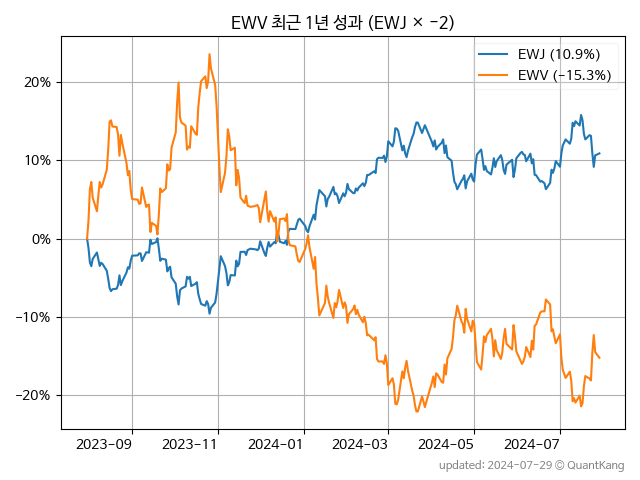 EWV 최근 1년 성과 (EWJ × −2)
EWJ (10.9%)
EWV (−15.3%)
20%
10%
0%
−10%
−20%
2023−09
2023−11
2024−01
2024−03
2024−05
2024−07
updated: 2024-07-29 © QuantKang